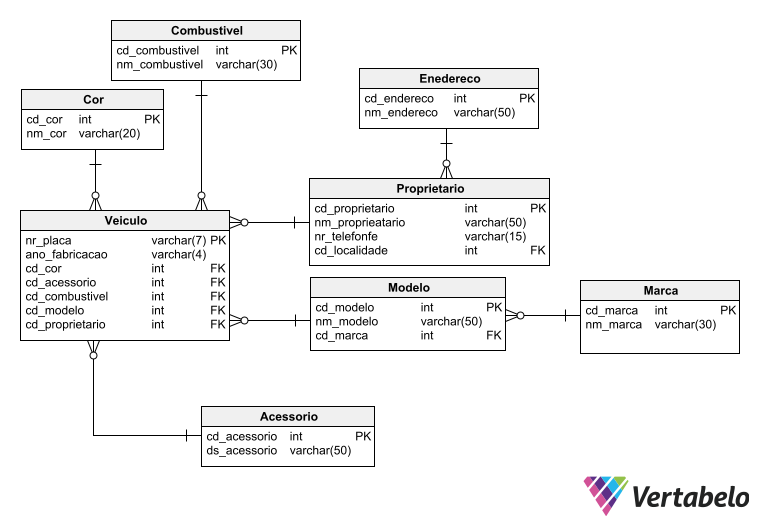 Combustivel
cd_combustivel int PK
nm_combustivel varchar(30)
Cor
cd_cor int PK
nm_cor varchar(20)
Enedereco
cd_endereco int PK
nm_endereco varchar(50)
Veiculo
nr_placa varchar(7) PK
ano_fabricacao varchar(4)
cd_cor int FK
cd_acessorio int FK
cd_combustivel int FK
cd_modelo int FK
cd_proprietario int FK
Proprietario
cd_proprietario int PK
nm_proprieatario varchar(50)
nr_telefonfe varchar(15)
cd_localidade int FK
Modelo
cd_modelo int PK
nm_modelo varchar(50)
cd_marca int FK
Marca
cd_marca int PK
nm_marca varchar(30)
Acessorio
cd_acessorio int PK
ds_acessorio varchar(50)
Vertabelo